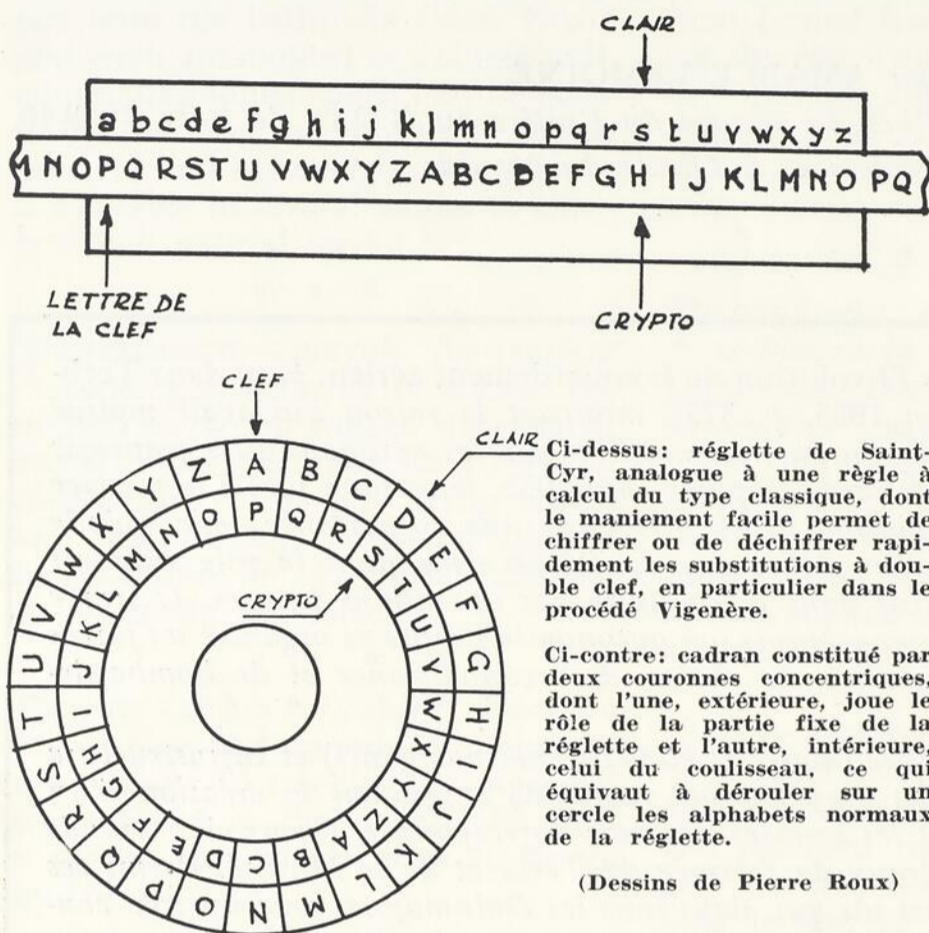 CLAIR
a b c d e f g h i j k l m n o p q r s t u v w x y z
M N O P Q R S T U V W X Y Z A B C D E F G H I J K L M N O P Q
LETTRE DE
LA CLEF
CRYPTO
CLEF
CLAIR
A B C D E F G H I J K L M N O P Q R S T U V W X Y Z
P Q R S T U V W X Y Z A B C D E F G H I J K L M N O
CRYPTO
Ci-dessus: réglette de Saint-
Cyr, analogue à une règle à
calcul du type classique, dont
le maniement facile permet de
chiffrer ou de déchiffrer rapi-
dement les substitutions à dou-
ble clef, en particulier dans le
procédé Vigenère.
Ci-contre: cadran constitué par
deux couronnes concentriques,
dont l'une, extérieure, joue le
rôle de la partie fixe de la
réglette et l'autre, intérieure,
celui du coulisseau, ce qui
équivaut à dérouler sur un
cercle les alphabets normaux
de la réglette.
(Dessins de Pierre Roux)